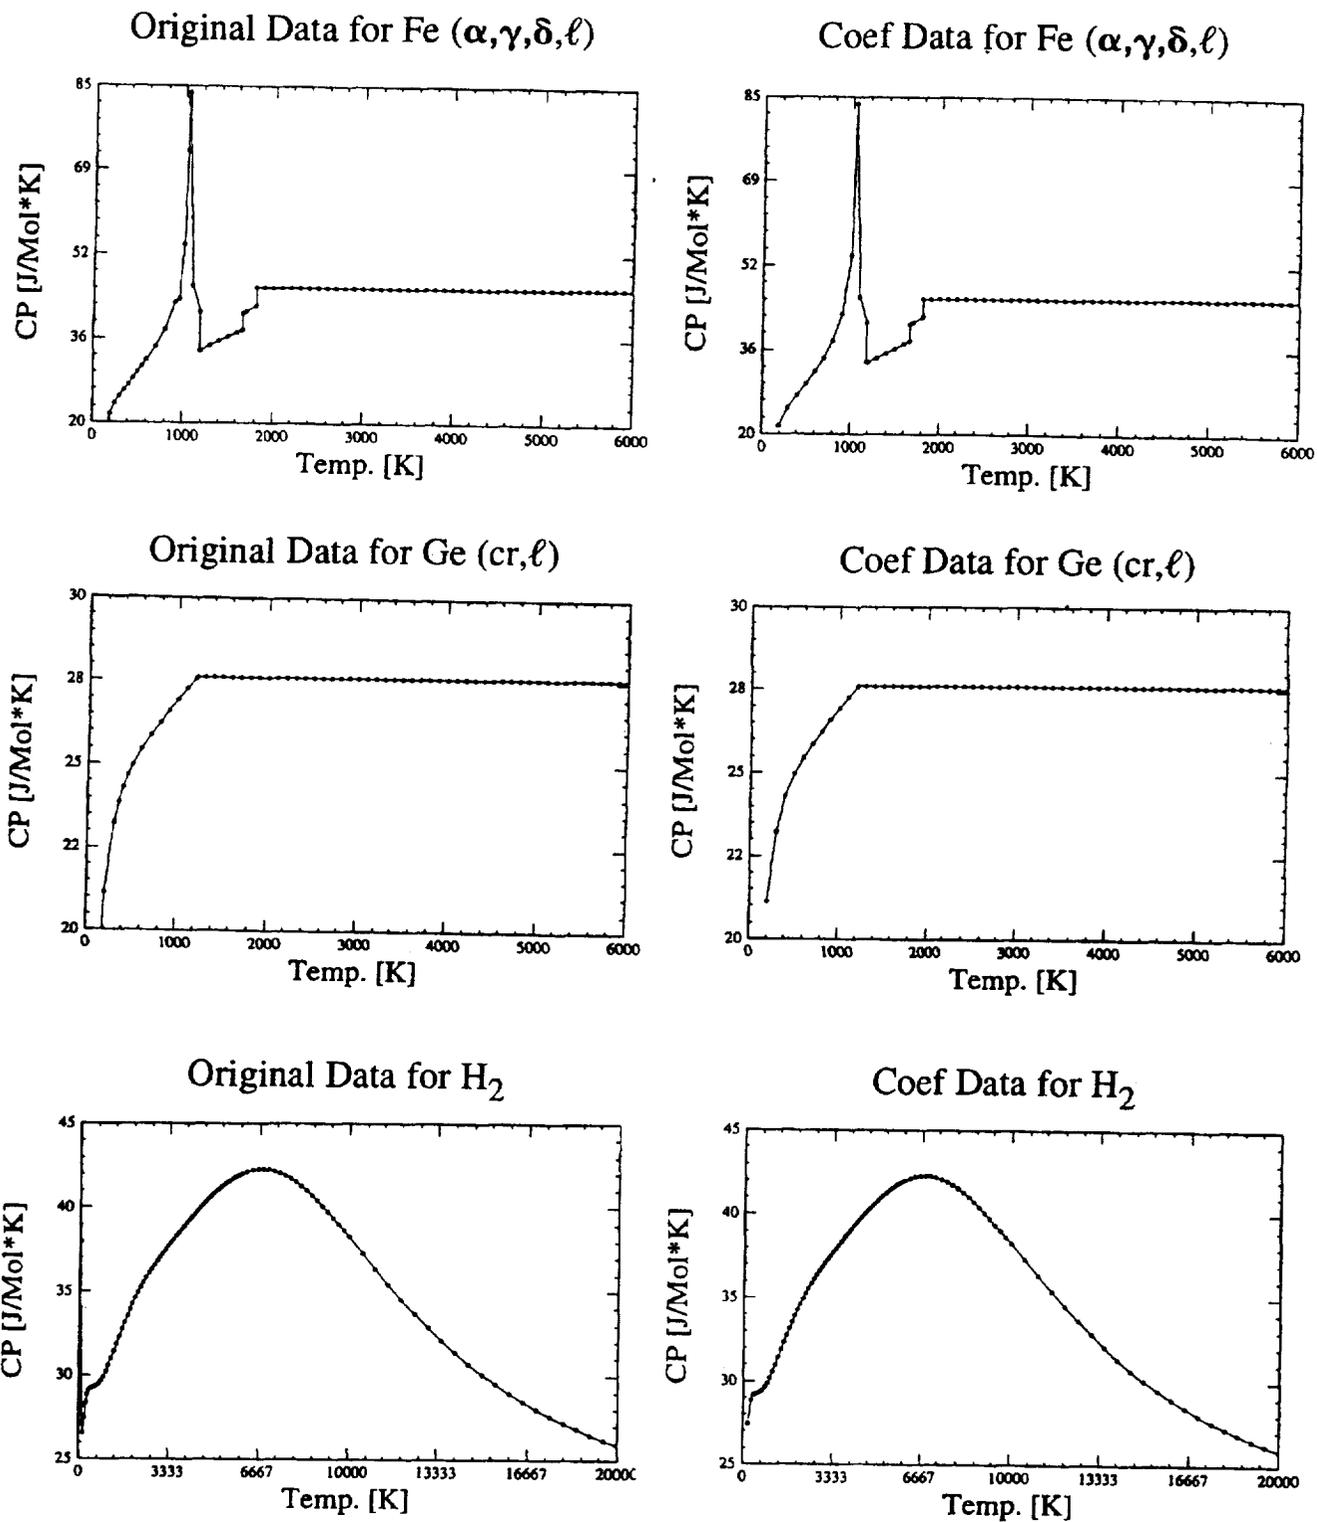 Original Data for Fe (α,γ,δ,ℓ)
85
69
52
36
20
CP [J/Mol*K]
0 1000 2000 3000 4000 5000 6000
Temp. [K]
Coef Data for Fe (α,γ,δ,ℓ)
85
69
52
36
20
CP [J/Mol*K]
0 1000 2000 3000 4000 5000 6000
Temp. [K]
Original Data for Ge (cr,ℓ)
30
28
25
22
20
CP [J/Mol*K]
0 1000 2000 3000 4000 5000 6000
Temp. [K]
Coef Data for Ge (cr,ℓ)
30
28
25
22
20
CP [J/Mol*K]
0 1000 2000 3000 4000 5000 6000
Temp. [K]
Original Data for H₂
45
40
35
30
25
CP [J/Mol*K]
0 3333 6667 10000 13333 16667 20000
Temp. [K]
Coef Data for H₂
45
40
35
30
25
CP [J/Mol*K]
0 3333 6667 10000 13333 16667 20000
Temp. [K]